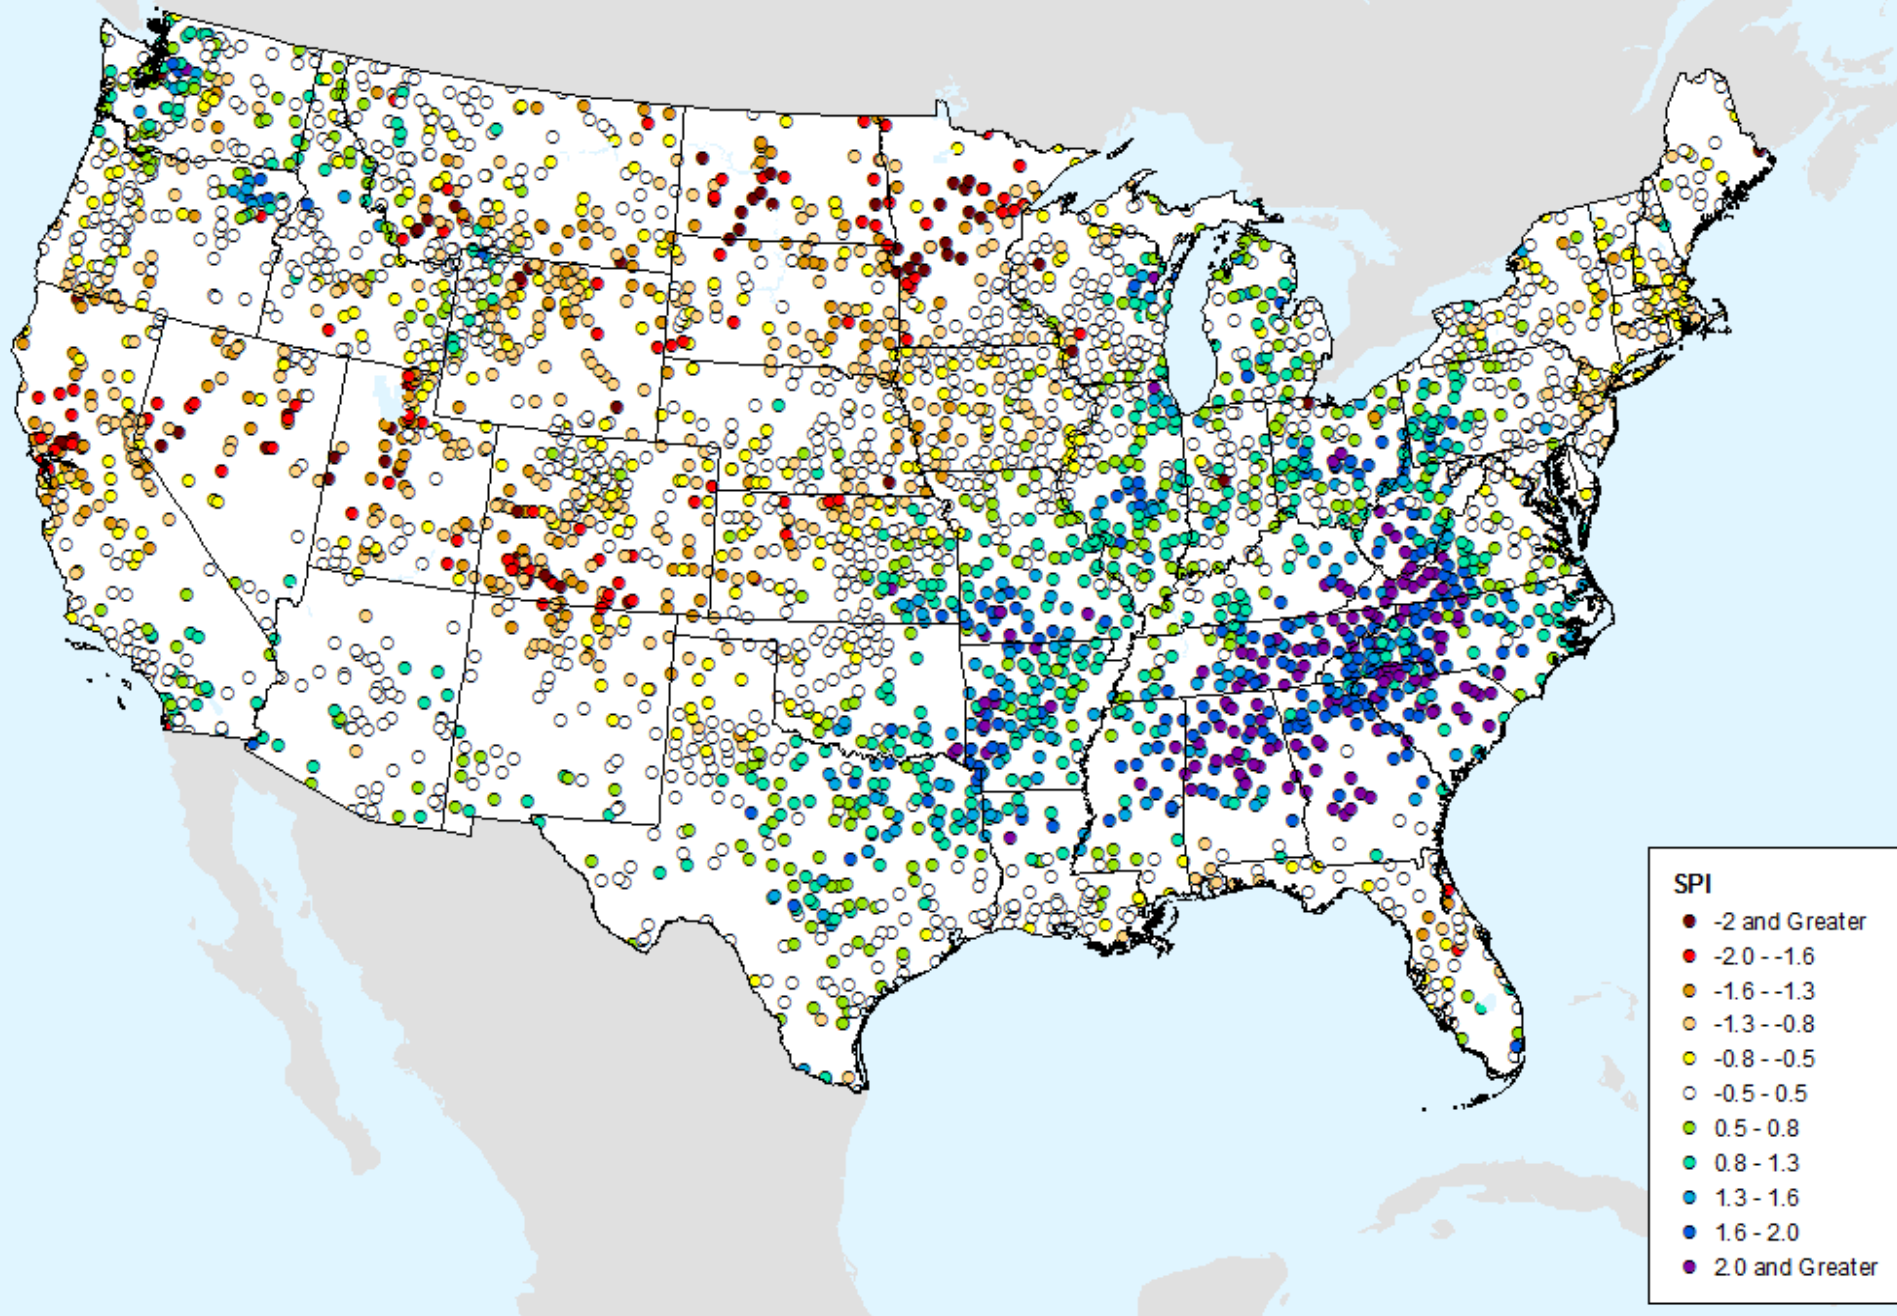 SPI
-2 and Greater
-2.0 - -1.6
-1.6 - -1.3
-1.3 - -0.8
-0.8 - -0.5
-0.5 - 0.5
0.5 - 0.8
0.8 - 1.3
1.3 - 1.6
1.6 - 2.0
2.0 and Greater